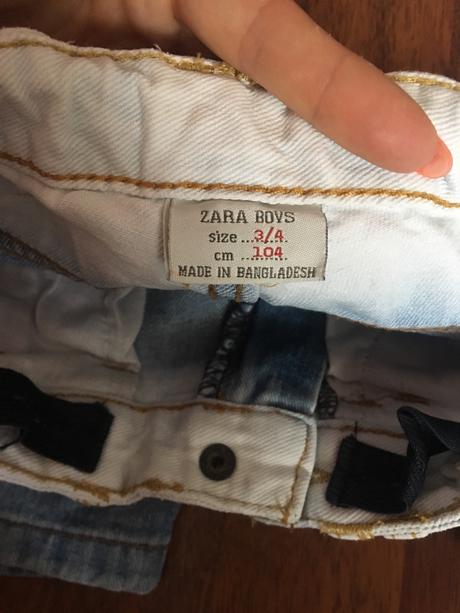 ZARA BOYS
size ...3/4...
cm ...104...
MADE IN BANGLADESH